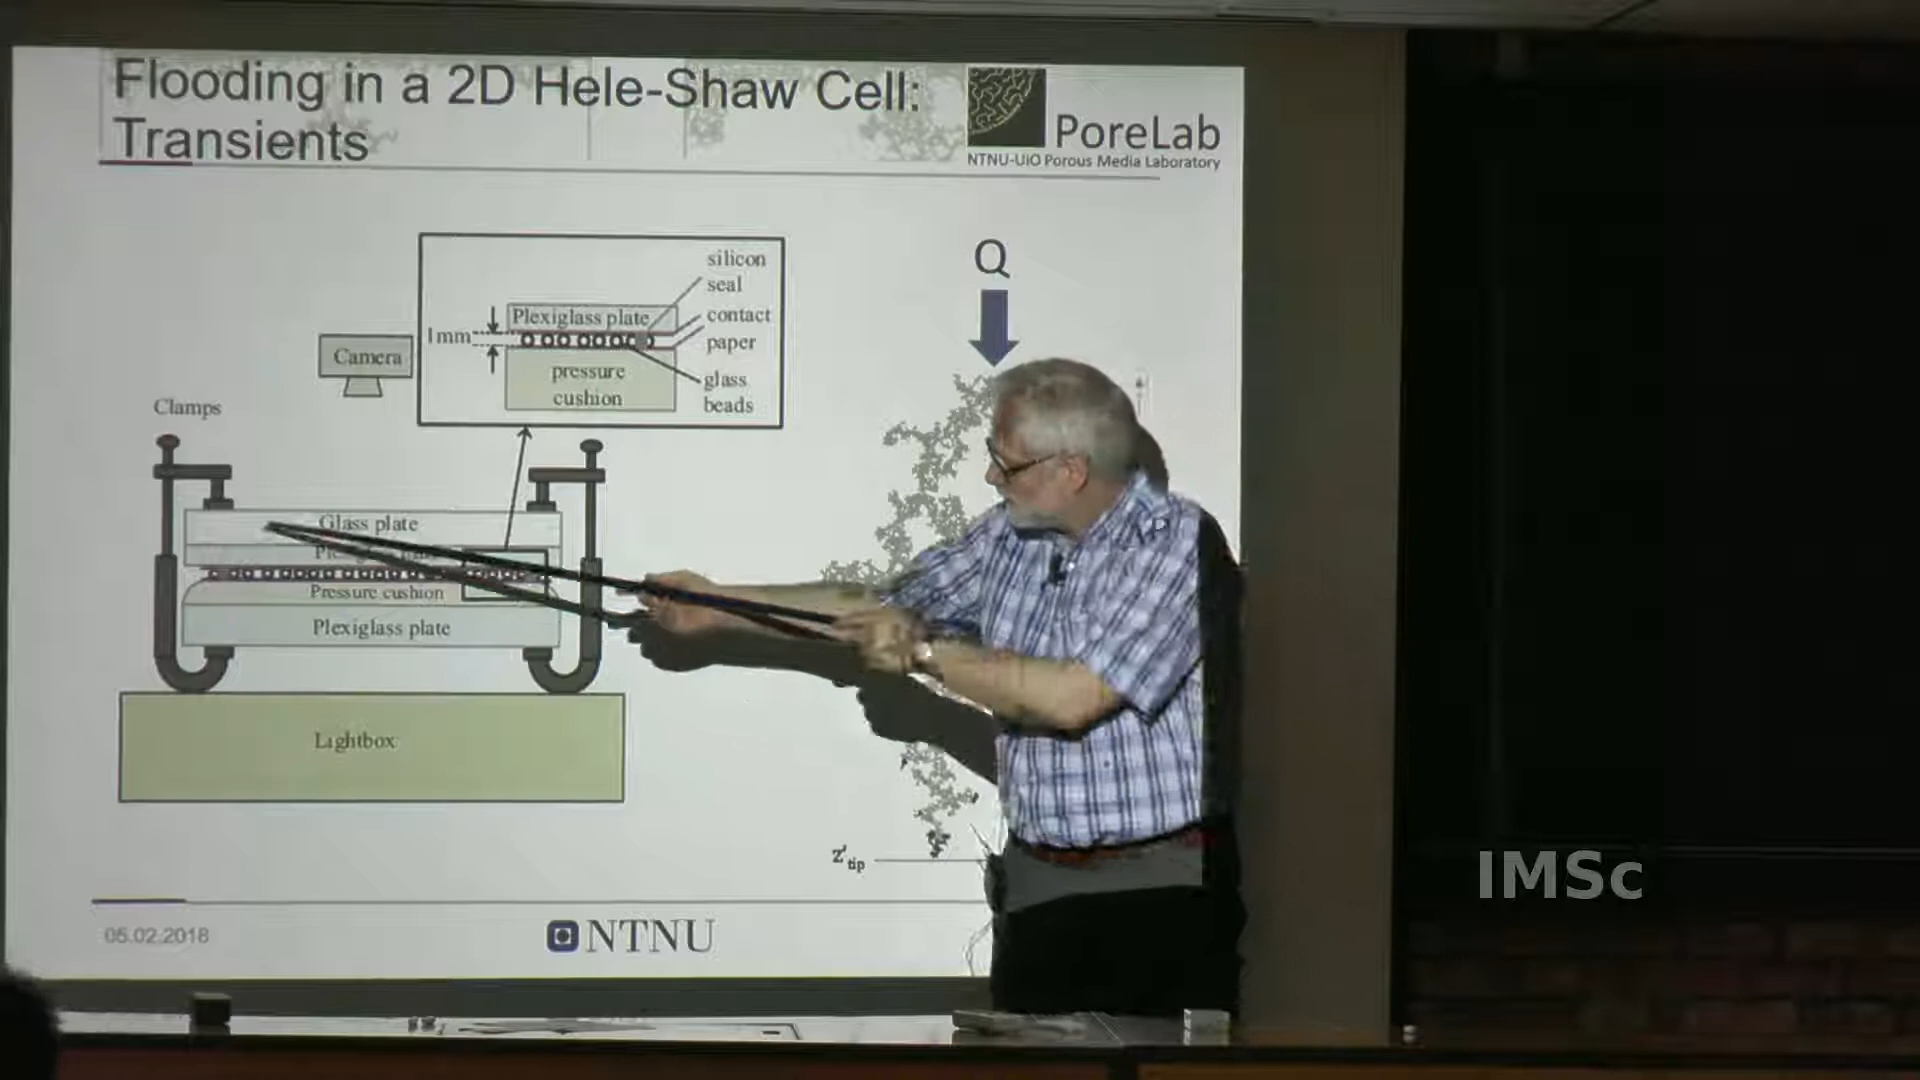 Flooding in a 2D Hele-Shaw Cell:
Transients
PoreLab
NTNU-UiO Porous Media Laboratory
Q
silicon
seal
Plexiglass plate
contact
1mm
paper
Camera
pressure
cushion
glass
beads
Clamps
Glass plate
Pressure cushion
Plexiglass plate
Lightbox
z'tip
IMSc
05.02.2018
NTNU